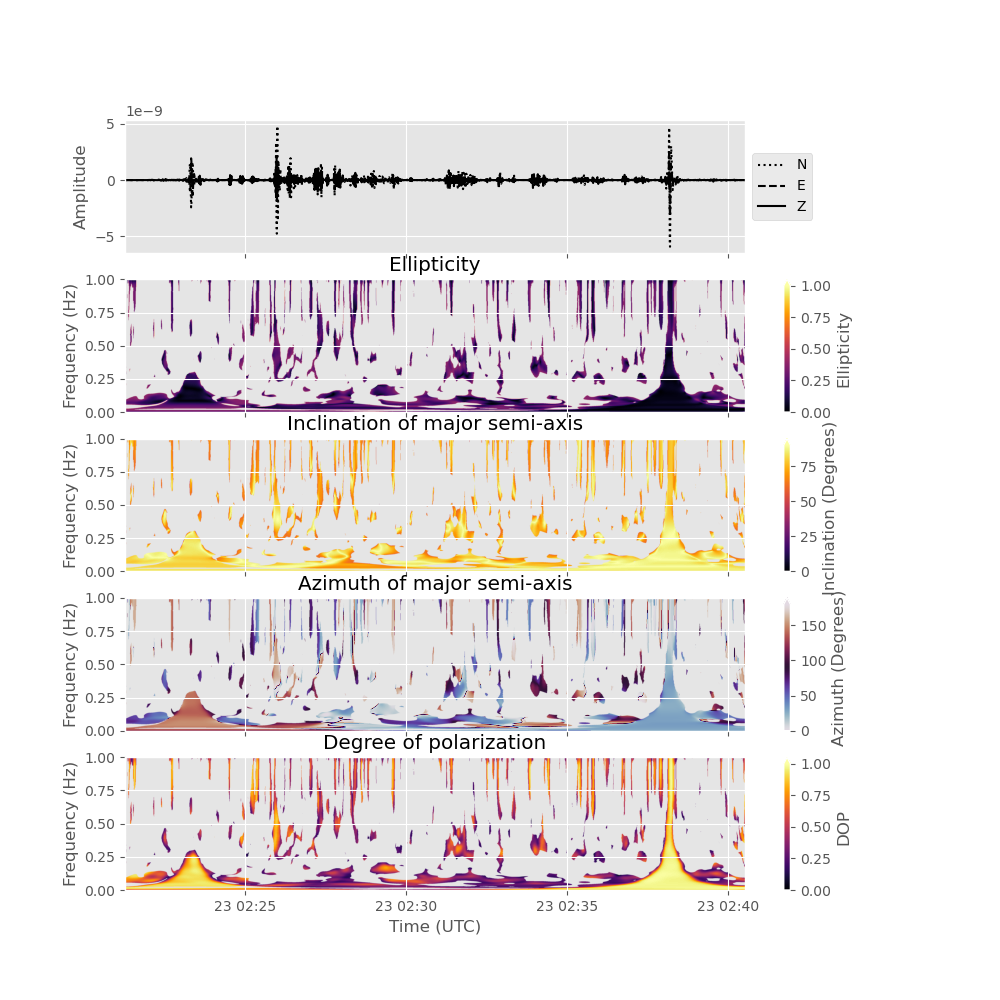 1e−9
5
0
−5
Amplitude
N
E
Z
Ellipticity
1.00
0.75
0.50
0.25
0.00
Frequency (Hz)
1.00
0.75
0.50
0.25
0.00
Ellipticity
Inclination of major semi-axis
1.00
0.75
0.50
0.25
0.00
Frequency (Hz)
75
50
25
0
Inclination (Degrees)
Azimuth of major semi-axis
1.00
0.75
0.50
0.25
0.00
Frequency (Hz)
150
100
50
0
Azimuth (Degrees)
Degree of polarization
1.00
0.75
0.50
0.25
0.00
Frequency (Hz)
1.00
0.75
0.50
0.25
0.00
DOP
23 02:25
23 02:30
23 02:35
23 02:40
Time (UTC)